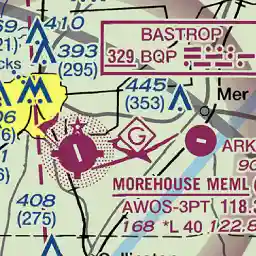 410
393
(295)
BASTROP
329 BQP
445
(353)
Mer
G
ARK
MOREHOUSE MEML (
AWOS-3PT 118.
168 *L 40 122.8
408
(275)